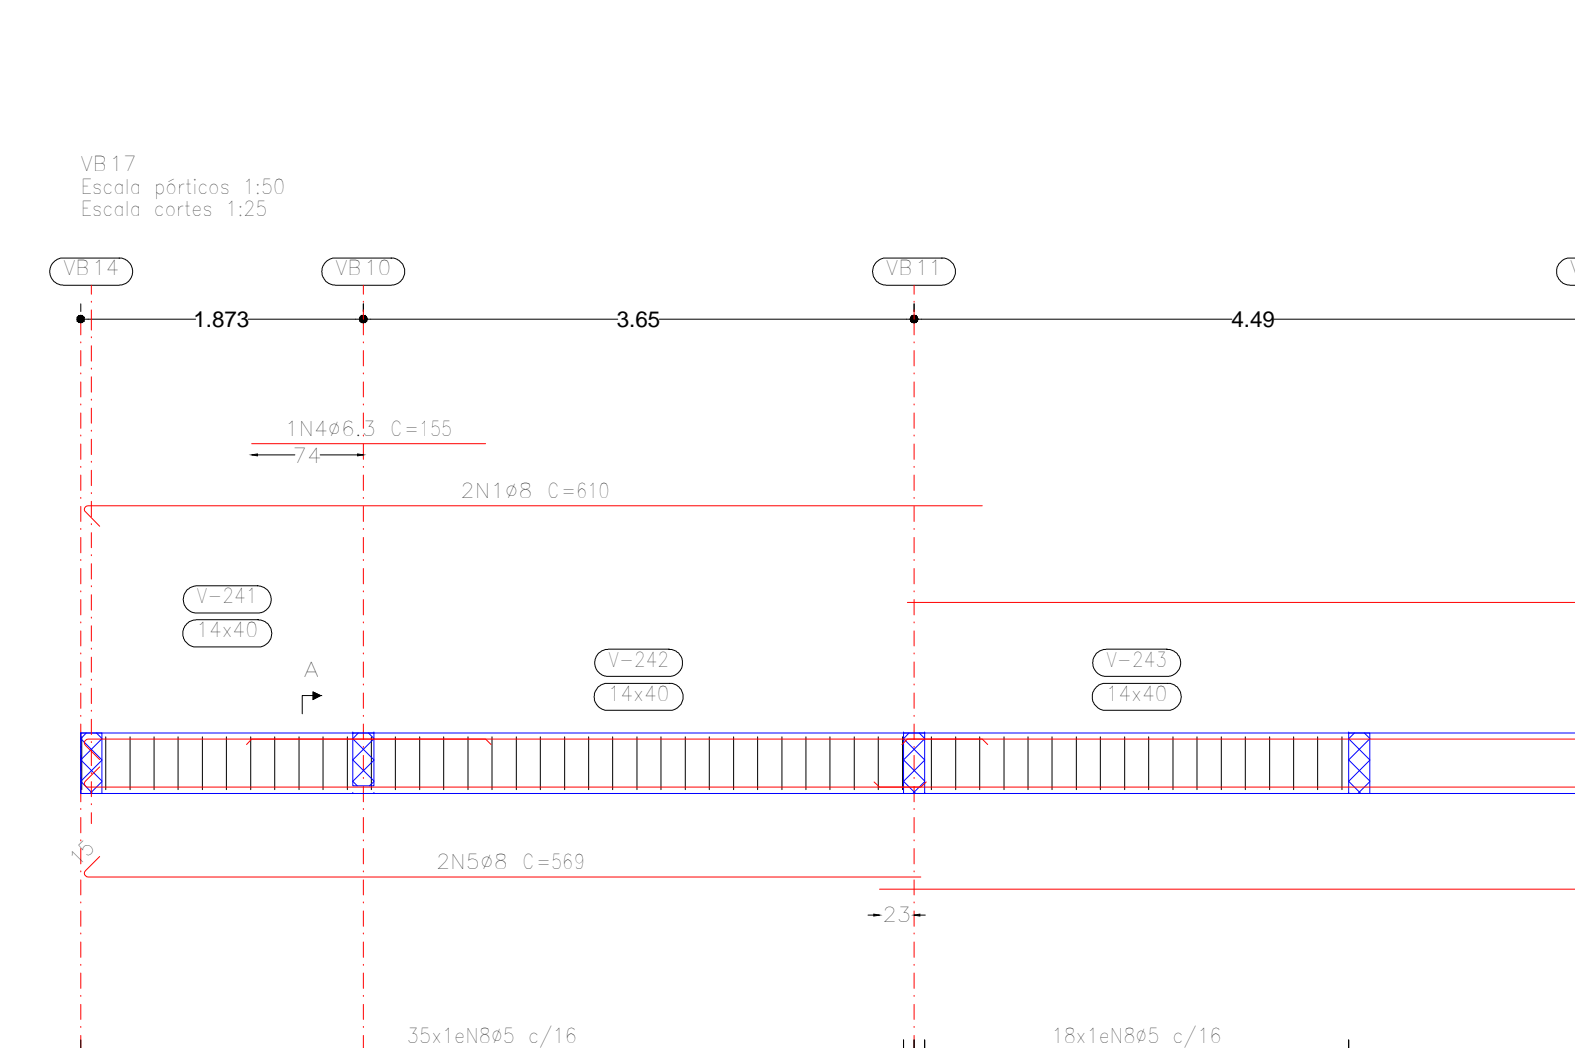 VB17
Escala pórticos 1:50
Escala cortes 1:25
VB14 VB10 VB11
1.873 3.65 4.49
1N4ø6.3 C=155
74
2N1ø8 C=610
V-241
14x40
A
V-242 V-243
14x40 14x40
15
2N5ø8 C=569
23
35x1eN8ø5 c/16 18x1eN8ø5 c/16